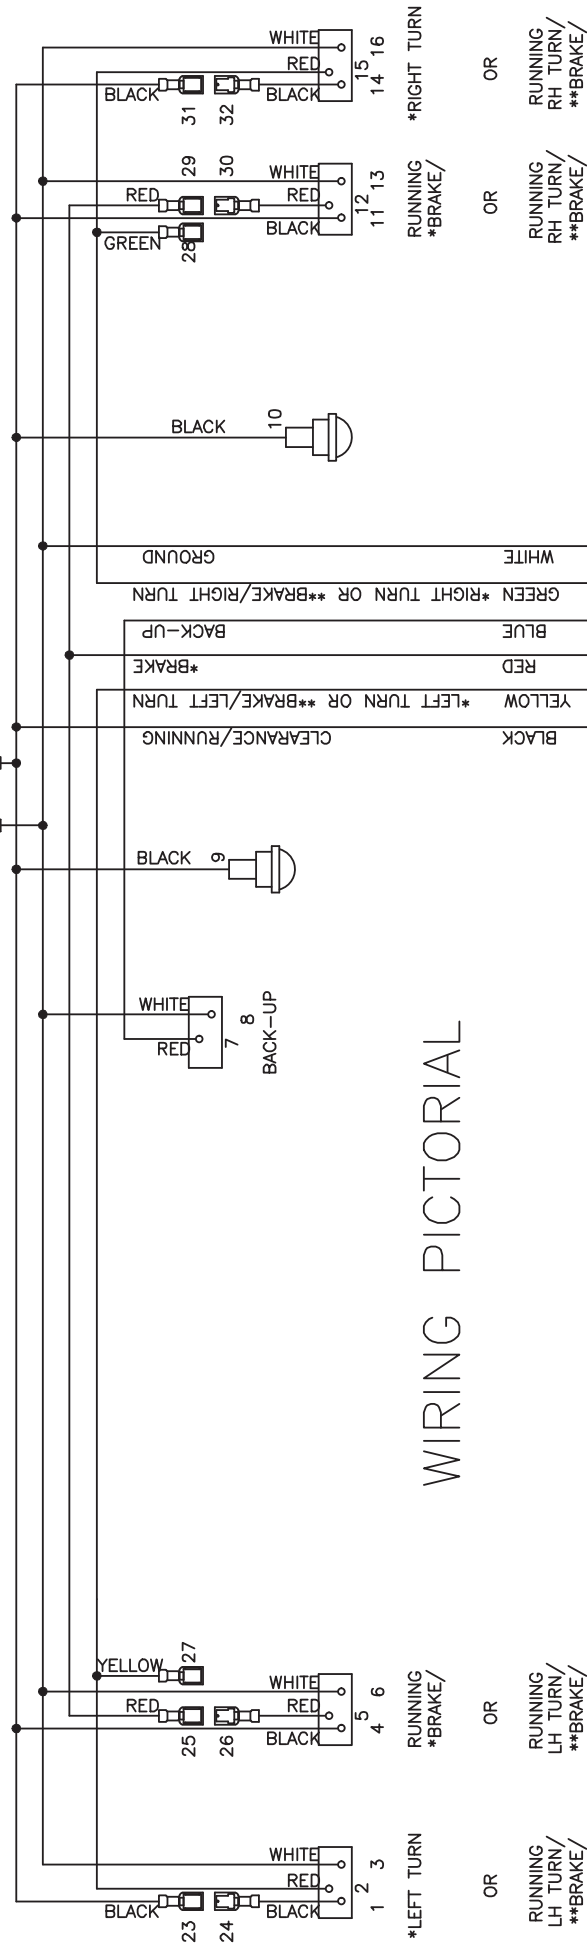 WHITE
RED
BLACK
BLACK
31
32
14
15
16
*RIGHT TURN
OR
RUNNING
RH TURN/
**BRAKE/
29
30
WHITE
RED
RED
BLACK
GREEN
28
11
12
13
RUNNING
*BRAKE/
OR
RUNNING
RH TURN/
**BRAKE/
BLACK
10
GROUND
WHITE
GREEN *RIGHT TURN OR **BRAKE/RIGHT TURN
BACK-UP
BLUE
*BRAKE
RED
YELLOW *LEFT TURN OR **BRAKE/LEFT TURN
CLEARANCE/RUNNING
BLACK
BLACK
9
WHITE
RED
7
8
BACK-UP
WIRING PICTORIAL
YELLOW
27
WHITE
RED
RED
BLACK
25
26
4
5
6
RUNNING
*BRAKE/
OR
RUNNING
LH TURN/
**BRAKE/
WHITE
RED
BLACK
BLACK
23
24
1
2
3
*LEFT TURN
OR
RUNNING
LH TURN/
**BRAKE/